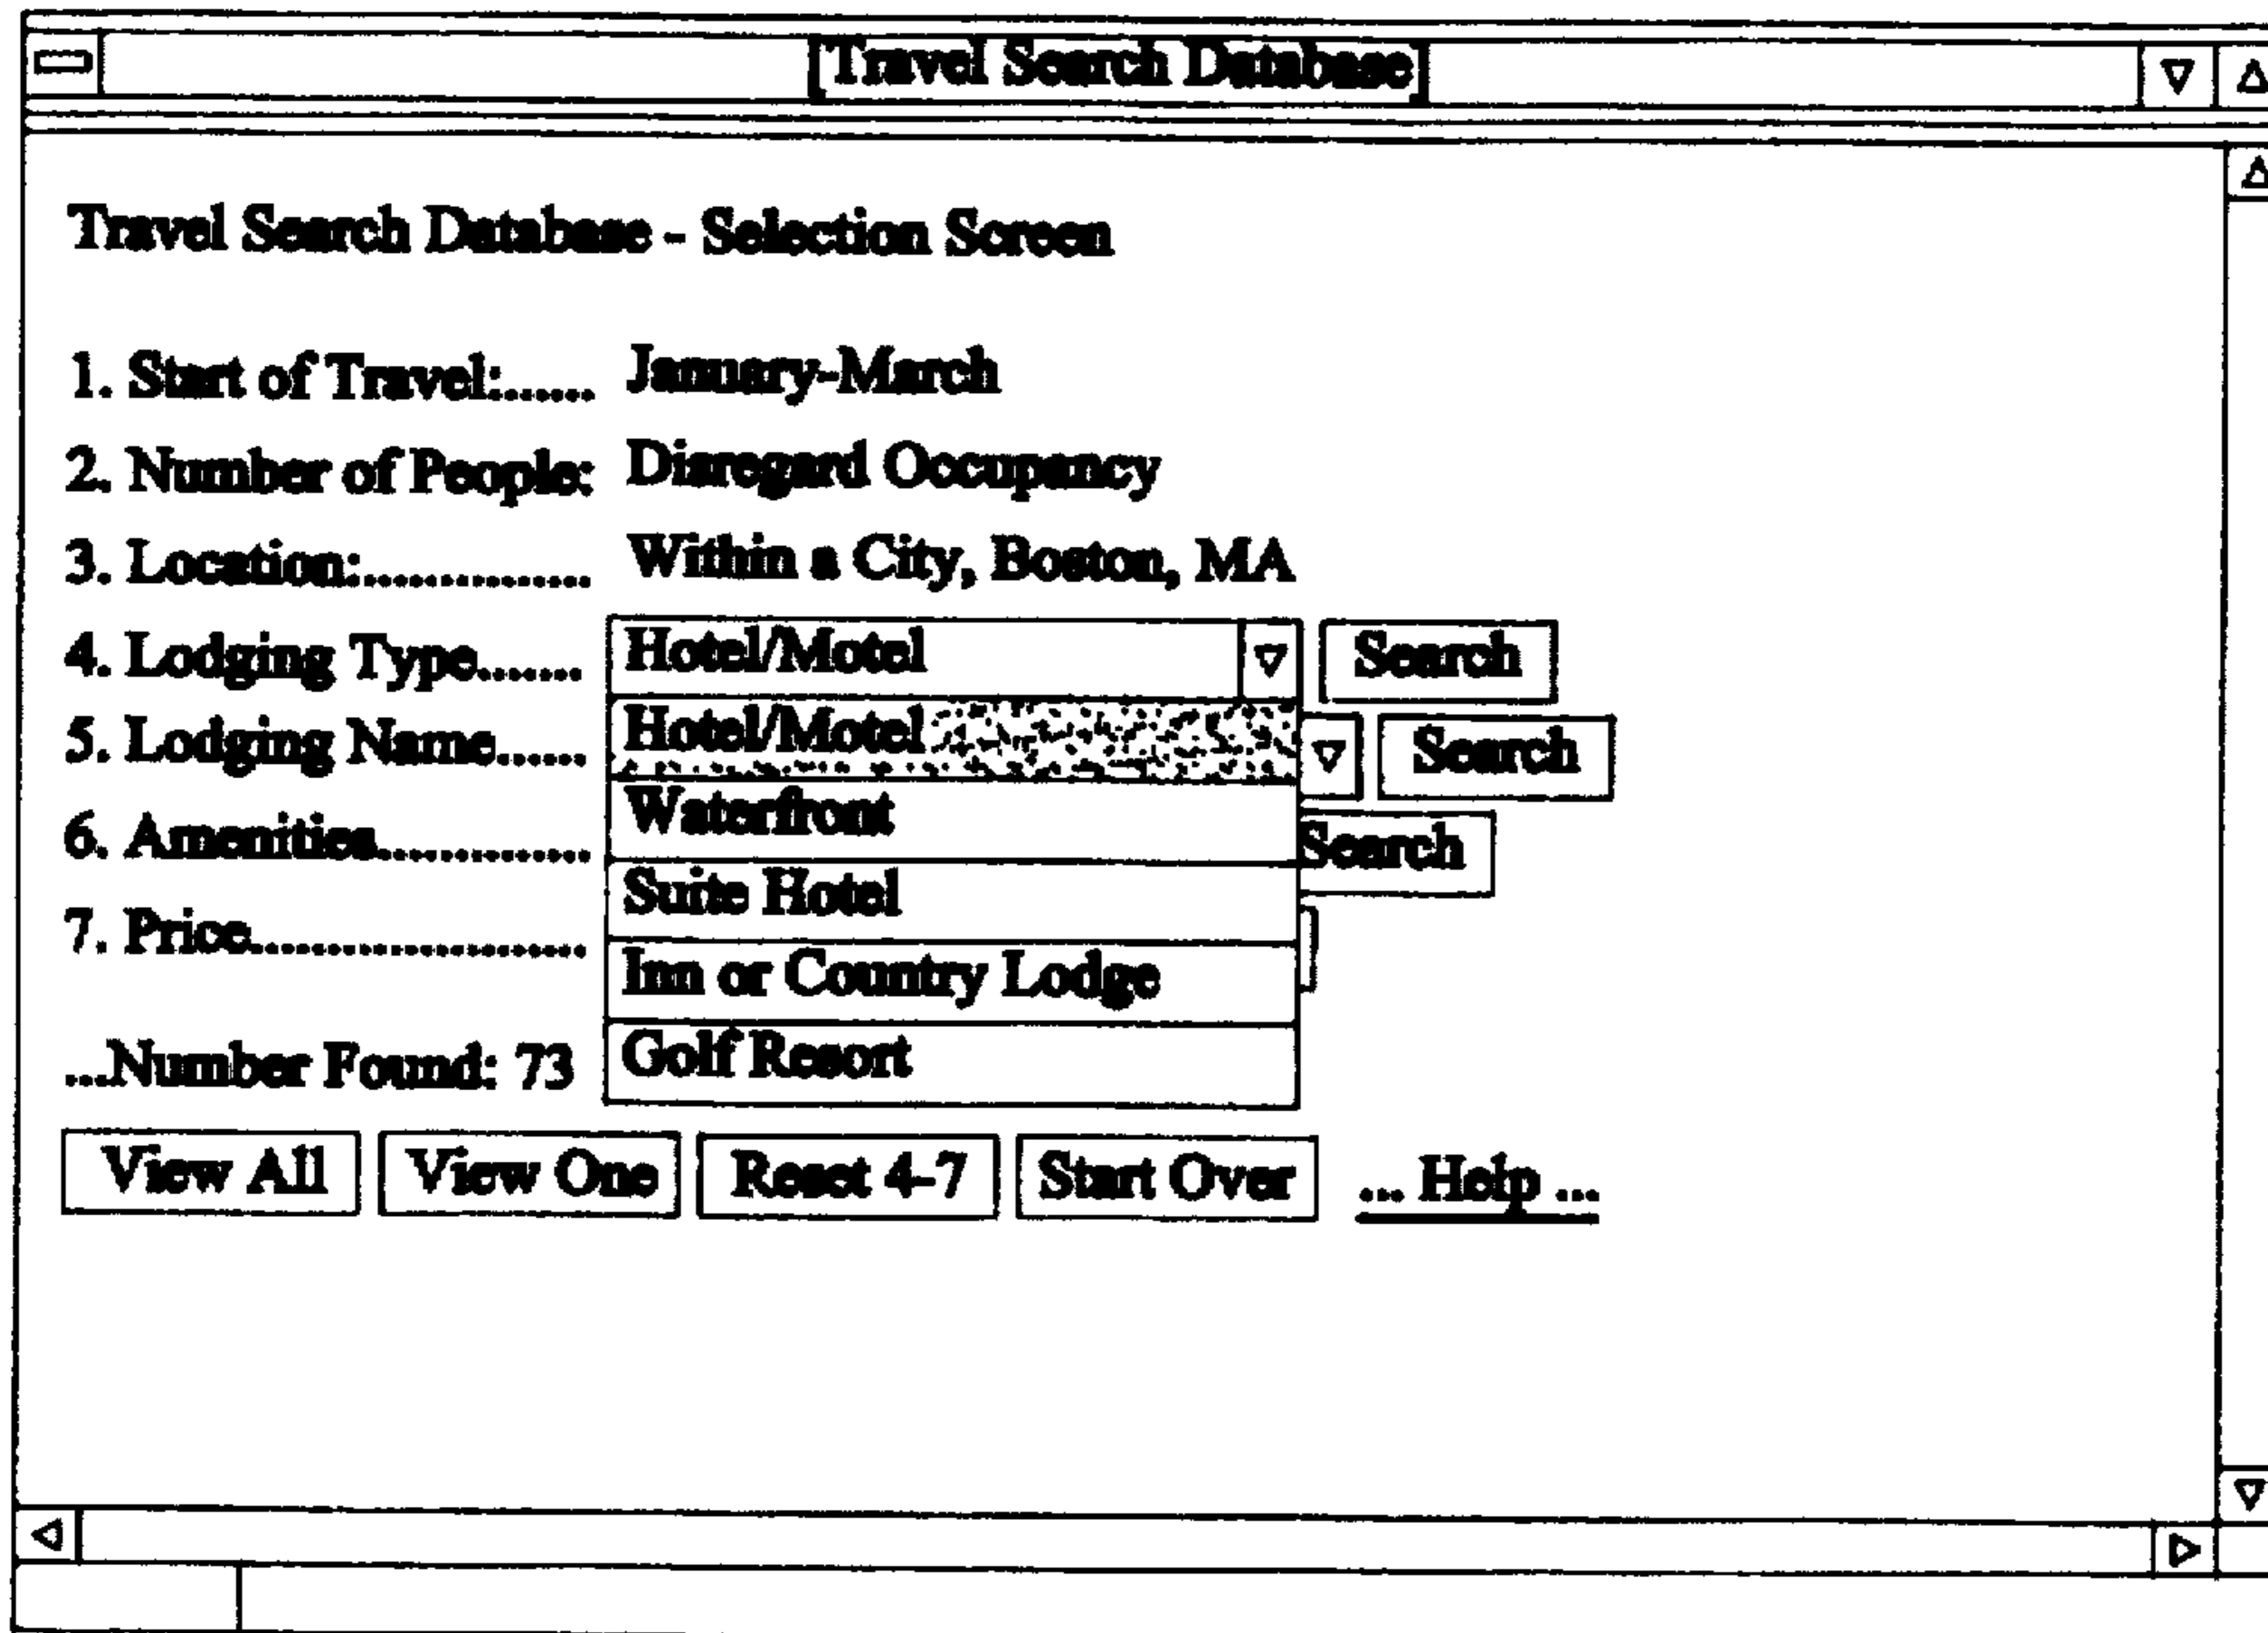 Travel Search Database
Travel Search Database - Selection Screen
1. Start of Travel:....... January-March
2. Number of People: Disregard Occupancy
3. Location:............... Within a City, Boston, MA
4. Lodging Type....... Hotel/Motel Search
5. Lodging Name...... Hotel/Motel Search
Waterfront
6. Amenities.............. Search
Suite Hotel
7. Price......................
Inn or Country Lodge
...Number Found: 73 Golf Resort
View All View One Reset 4-7 Start Over ... Help ...